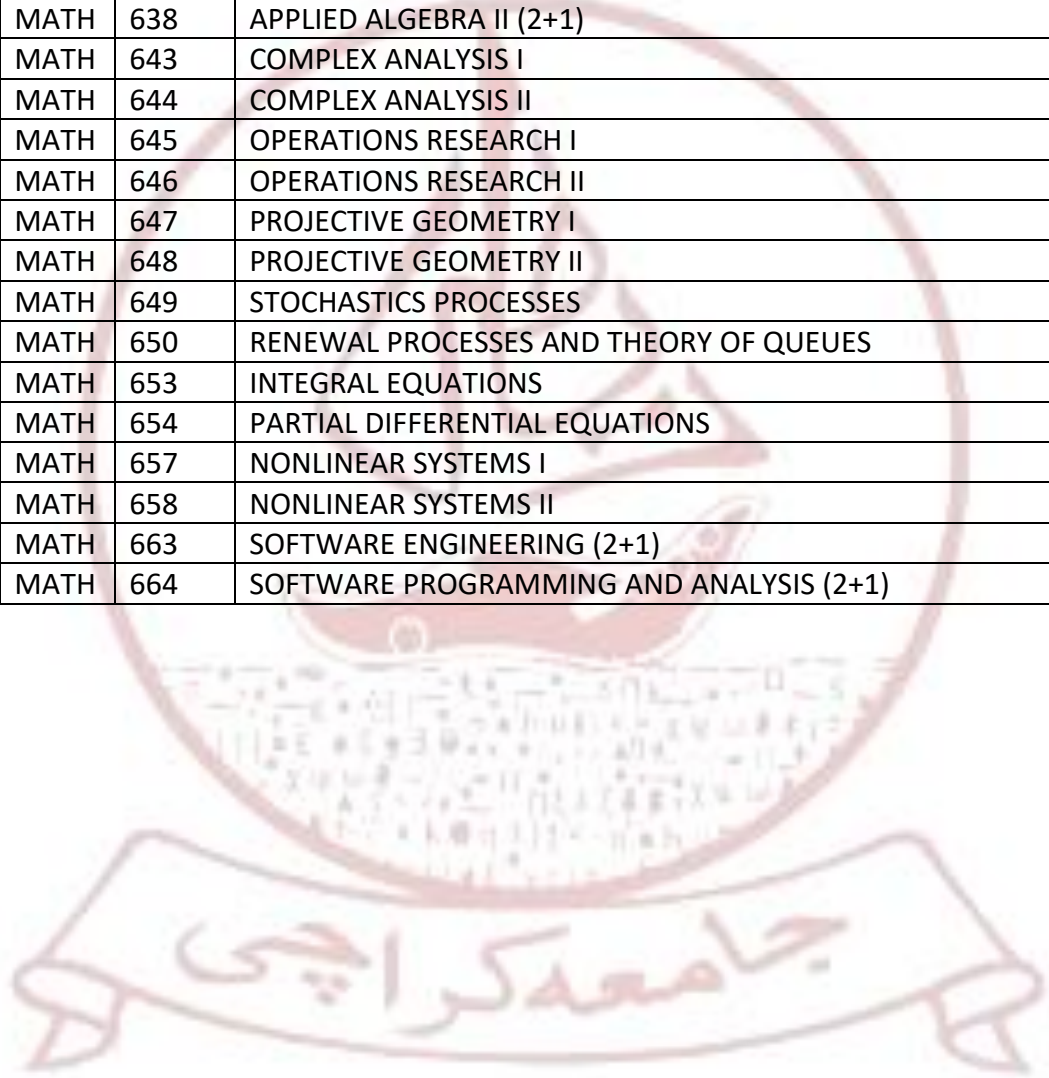 MATH 638 APPLIED ALGEBRA II (2+1)
MATH 643 COMPLEX ANALYSIS I
MATH 644 COMPLEX ANALYSIS II
MATH 645 OPERATIONS RESEARCH I
MATH 646 OPERATIONS RESEARCH II
MATH 647 PROJECTIVE GEOMETRY I
MATH 648 PROJECTIVE GEOMETRY II
MATH 649 STOCHASTICS PROCESSES
MATH 650 RENEWAL PROCESSES AND THEORY OF QUEUES
MATH 653 INTEGRAL EQUATIONS
MATH 654 PARTIAL DIFFERENTIAL EQUATIONS
MATH 657 NONLINEAR SYSTEMS I
MATH 658 NONLINEAR SYSTEMS II
MATH 663 SOFTWARE ENGINEERING (2+1)
MATH 664 SOFTWARE PROGRAMMING AND ANALYSIS (2+1)
جامعه کراچی